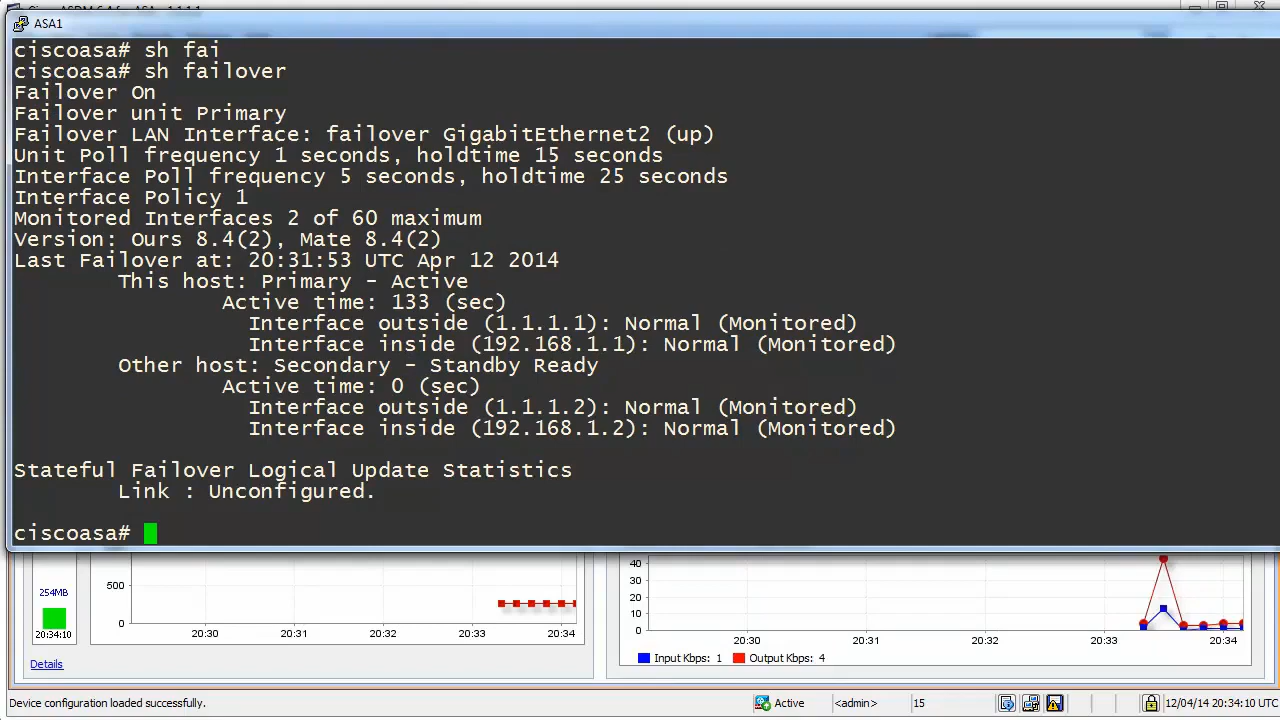 ASA1
ciscoasa# sh fai
ciscoasa# sh failover
Failover On
Failover unit Primary
Failover LAN Interface: failover GigabitEthernet2 (up)
Unit Poll frequency 1 seconds, holdtime 15 seconds
Interface Poll frequency 5 seconds, holdtime 25 seconds
Interface Policy 1
Monitored Interfaces 2 of 60 maximum
Version: Ours 8.4(2), Mate 8.4(2)
Last Failover at: 20:31:53 UTC Apr 12 2014
This host: Primary - Active
Active time: 133 (sec)
Interface outside (1.1.1.1): Normal (Monitored)
Interface inside (192.168.1.1): Normal (Monitored)
Other host: Secondary - Standby Ready
Active time: 0 (sec)
Interface outside (1.1.1.2): Normal (Monitored)
Interface inside (192.168.1.2): Normal (Monitored)
Stateful Failover Logical Update Statistics
Link : Unconfigured.
ciscoasa#
254MB
20:34:10
500
0
20:30 20:31 20:32 20:33 20:34
40
30
20
10
0
20:30 20:31 20:32 20:33 20:34
Input Kbps: 1 Output Kbps: 4
Details
Device configuration loaded successfully. Active <admin> 15 12/04/14 20:34:10 UTC